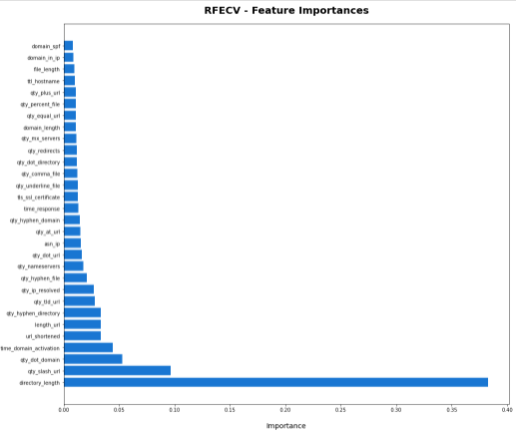 RFECV - Feature Importances
domain_spf
domain_in_ip
file_length
ttl_hostname
qty_plus_url
qty_percent_file
qty_equal_url
domain_length
qty_mx_servers
qty_redirects
qty_dot_directory
qty_comma_file
qty_underline_file
tls_ssl_certificate
time_response
qty_hyphen_domain
qty_at_url
asn_ip
qty_dot_url
qty_nameservers
qty_hyphen_file
qty_ip_resolved
qty_tld_url
qty_hyphen_directory
length_url
url_shortened
time_domain_activation
qty_dot_domain
qty_slash_url
directory_length
0.00 0.05 0.10 0.15 0.20 0.25 0.30 0.35 0.40
Importance